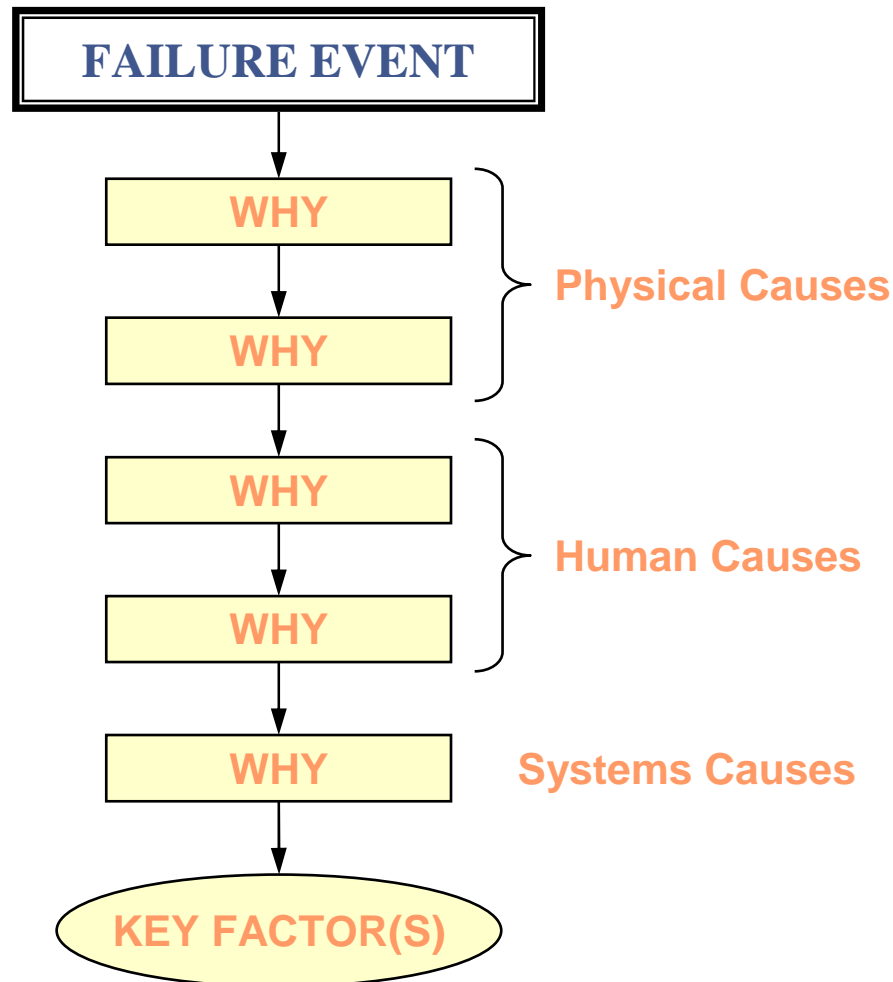 FAILURE EVENT
WHY
WHY
Physical Causes
WHY
WHY
Human Causes
WHY
Systems Causes
KEY FACTOR(S)